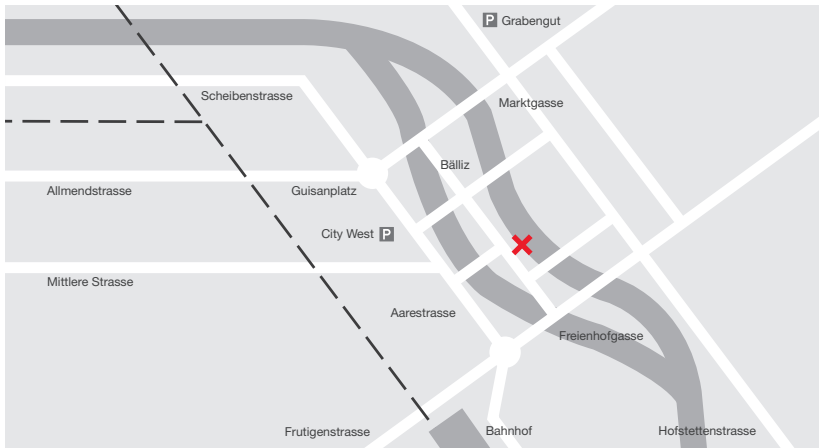 P Grabengut
Scheibenstrasse
Marktgasse
Bälliz
Allmendstrasse
Guisanplatz
City West P
Mittlere Strasse
Aarestrasse
Freienhofgasse
Frutigenstrasse
Bahnhof
Hofstettenstrasse